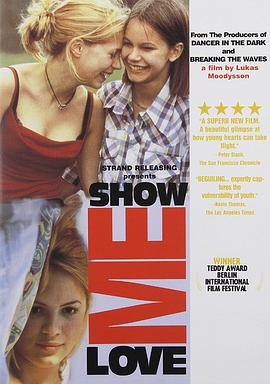 From The Producers of
DANCER IN THE DARK
and
BREAKING THE WAVES
a film by Lukas
Moodysson
"A SUPERB NEW FILM.
A beautiful glimpse at
how young hearts can take
flight."
- Peter Stack,
The San Francisco Chronicle
"BEGUILING... expertly cap-
tures the
vulnerability of youth."
-Kevin Thomas,
The Los Angeles Times
STRAND RELEASING
presents
SHOW
ME
LOVE
WINNER
TEDDY AWARD
BERLIN
INTERNATIONAL
FILM FESTIVAL